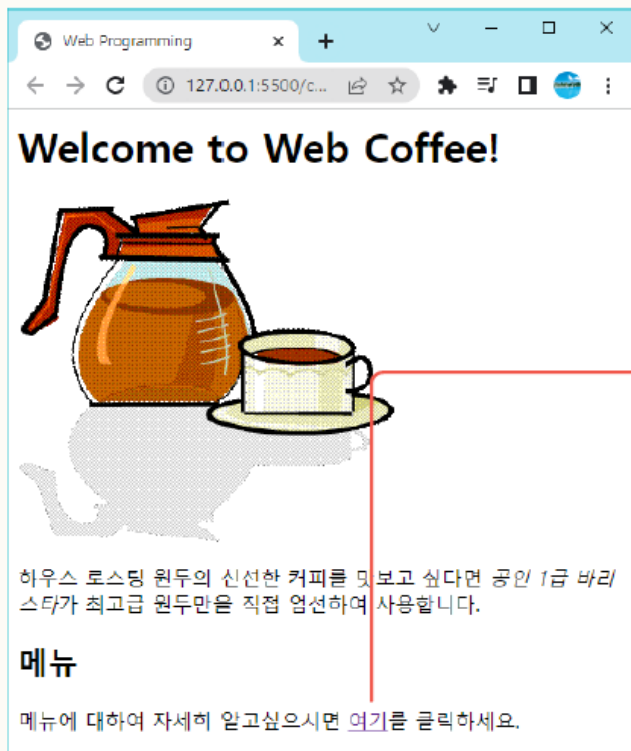 Web Programming
127.0.0.1:5500/c...
Welcome to Web Coffee!
하우스 로스팅 원두의 신선한 커피를 맛보고 싶다면 공인 1급 바리
스타가 최고급 원두만을 직접 엄선하여 사용합니다.
메뉴
메뉴에 대하여 자세히 알고싶으시면 여기를 클릭하세요.